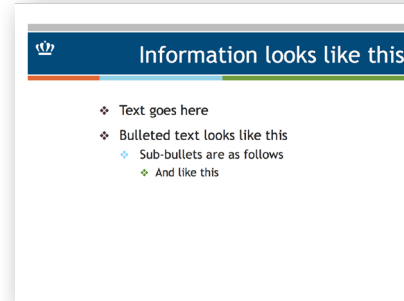 Information looks like this
Text goes here
Bulleted text looks like this
Sub-bullets are as follows
And like this